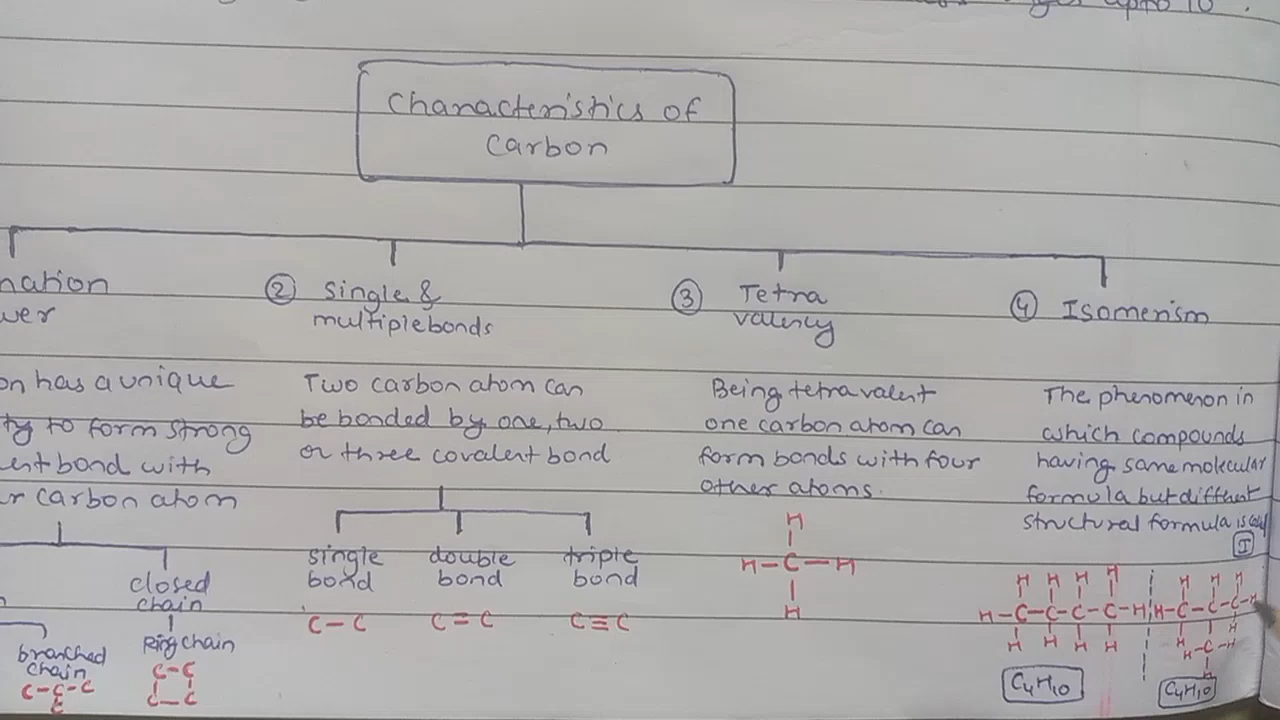 upto 10.
Characteristics of
Carbon
nation
wer
② Single &
multiple bonds
③ Tetra
valency
④ Isomerism
on has a unique
ty to form strong
ent bond with
er carbon atom
closed
chain
branched
chain
C-C-C
C
Ring chain
C-C
C-C
Two carbon atom can
be bonded by one, two
or three covalent bond
single
bond
double
bond
triple
bond
C-C
C=C
C≡C
Being tetravalent
one carbon atom can
form bonds with four
other atoms.
H
H-C-H
H
The phenomenon in
which compounds
having same molecular
formula but different
structural formula is
I
H H H H
H-C-C-C-C-H
H H H H
C4H10
H H H
H-C-C-C-H
H
H-C-H
H
C4H10